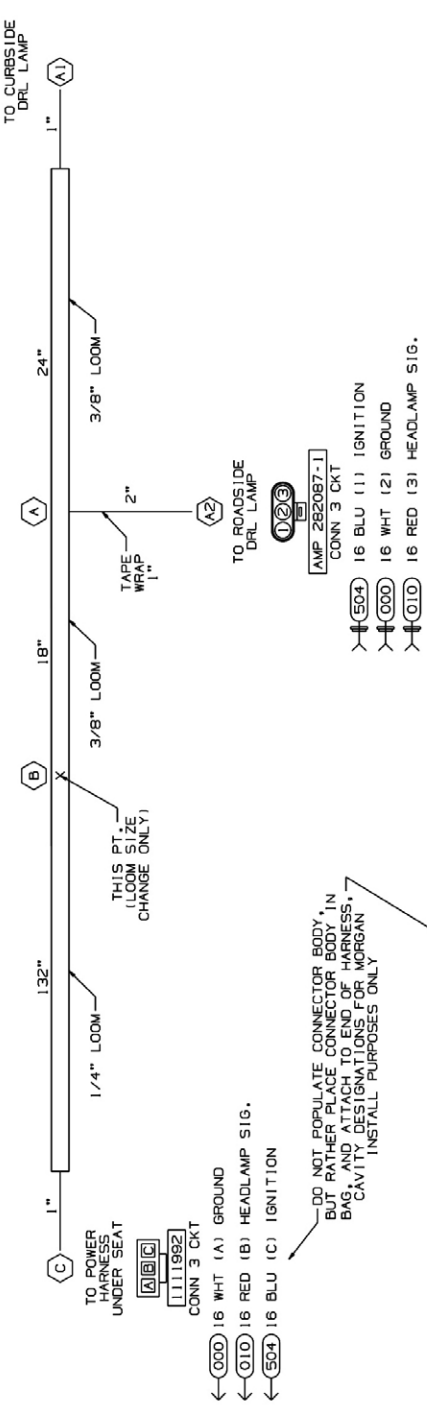 TO CURBSIDE
DRL LAMP
A1
1"
24"
3/8" LOOM
A
2"
TAPE
WRAP
1"
A2
TO ROADSIDE
DRL LAMP
1 2 3
AMP 282087-1
CONN 3 CKT
504 16 BLU (1) IGNITION
000 16 WHT (2) GROUND
010 16 RED (3) HEADLAMP SIG.
18"
3/8" LOOM
B
X
THIS PT.
(LOOM SIZE
CHANGE ONLY)
132"
1/4" LOOM
1"
C
TO POWER
HARNESS
UNDER SEAT
A B C
1111992
CONN 3 CKT
000 16 WHT (A) GROUND
010 16 RED (B) HEADLAMP SIG.
504 16 BLU (C) IGNITION
DO NOT POPULATE CONNECTOR BODY,
BUT RATHER PLACE CONNECTOR BODY IN
BAG, AND ATTACH TO END OF HARNESS,
CAVITY DESIGNATIONS FOR MORGAN
INSTALL PURPOSES ONLY